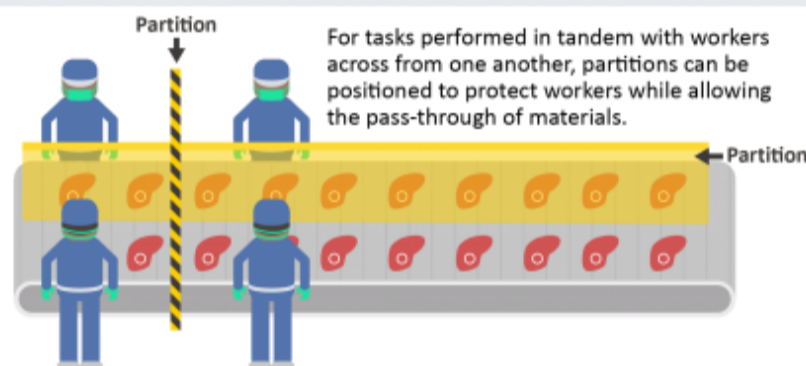 Partition
For tasks performed in tandem with workers
across from one another, partitions can be
positioned to protect workers while allowing
the pass-through of materials.
Partition